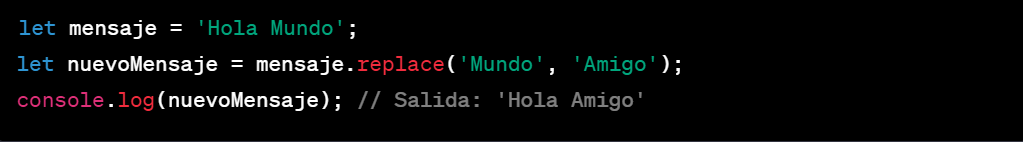 let mensaje = 'Hola Mundo';
let nuevoMensaje = mensaje.replace('Mundo', 'Amigo');
console.log(nuevoMensaje); // Salida: 'Hola Amigo'